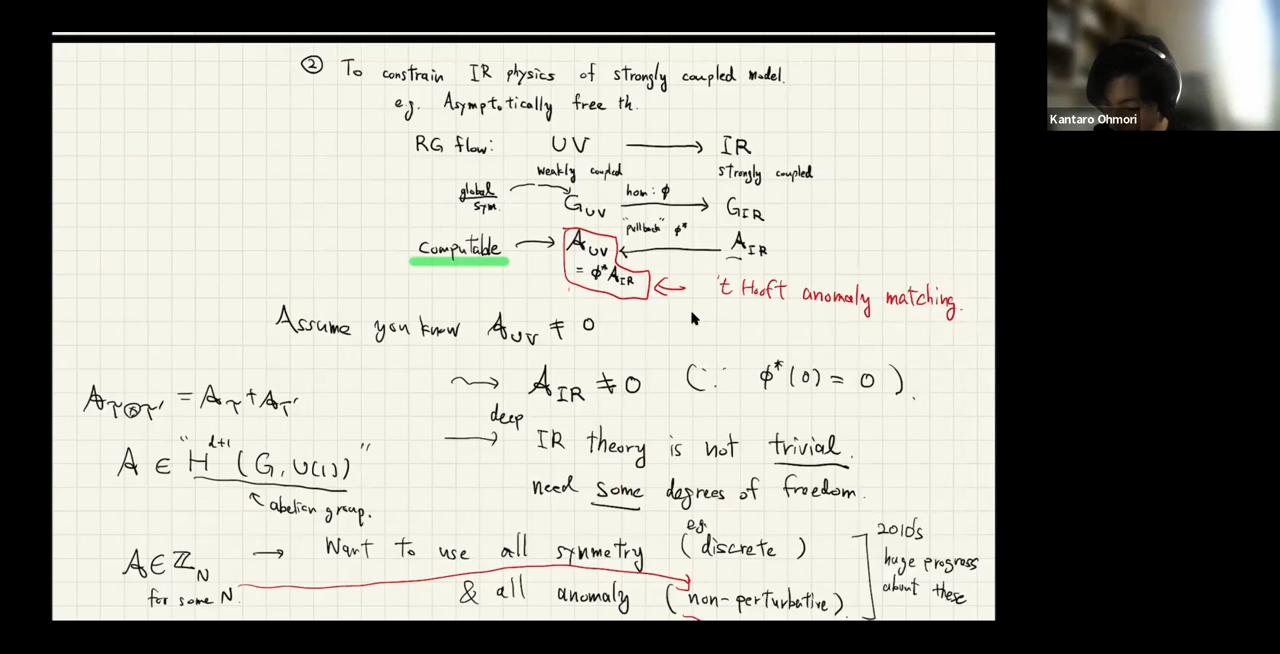 ② To constrain IR physics of strongly coupled model.
e.g. Asymptotically free th.
RG flow: UV → IR
weakly coupled strongly coupled
global sym. G_UV hom: φ → G_IR
"pullback" φ*
computable → A_UV ← A_IR
= φ*A_IR ← 't Hooft anomaly matching.
Assume you know A_UV ≠ 0
⇝ A_IR ≠ 0 (∵ φ*(0) = 0).
A_T⊗T' = A_T + A_T'
deep → IR theory is not trivial.
A ∈ "H^d+1 (G, U(1))"
need some degrees of freedom.
↖ abelian group.
A ∈ ℤ_N → Want to use all symmetry (e.g. discrete)
for some N. & all anomaly (non-perturbative).
2010's
huge progress
about these
Kantaro Ohmori